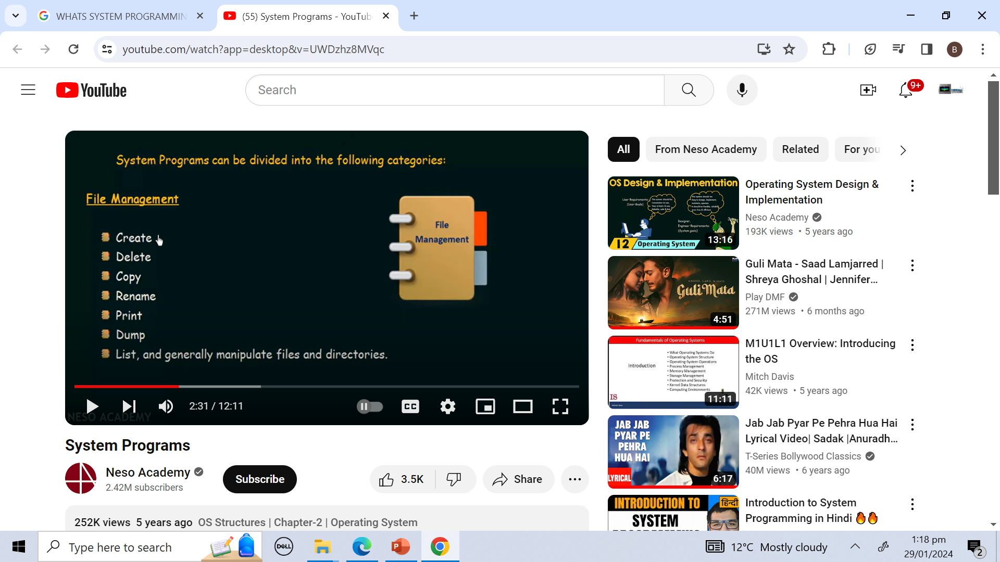 WHATS SYSTEM PROGRAMMIN
(55) System Programs - YouTub
youtube.com/watch?app=desktop&v=UWDzhz8MVqc
B
YouTube
Search
9+
System Programs can be divided into the following categories:
File Management
Create
Delete
Copy
Rename
Print
Dump
List, and generally manipulate files and directories.
File
Management
2:31 / 12:11
CC
NESO ACADEMY
System Programs
Neso Academy
2.42M subscribers
Subscribe
3.5K
Share
252K views 5 years ago OS Structures | Chapter-2 | Operating System
All
From Neso Academy
Related
For you
OS Design & Implementation
User Requirements:
(User Goals)
Designer,
Engineer Requirements:
(System goals)
12
Operating System
13:16
Operating System Design &
Implementation
Neso Academy
193K views • 5 years ago
Guli Mata
4:51
Guli Mata - Saad Lamjarred |
Shreya Ghoshal | Jennifer...
Play DMF
271M views • 6 months ago
Fundamentals of Operating Systems
Introduction
• What Operating Systems Do
• Operating-System Structure
• Operating-System Operations
• Process Management
• Memory Management
• Storage Management
• Protection and Security
• Kernel Data Structures
• Computing Environments
IS
11:11
M1U1L1 Overview: Introducing
the OS
Mitch Davis
42K views • 5 years ago
JAB JAB
PYAR PE
PEHRA
HUA HAI
LYRICAL
6:17
Jab Jab Pyar Pe Pehra Hua Hai
Lyrical Video| Sadak |Anuradh...
T-Series Bollywood Classics
40M views • 6 years ago
INTRODUCTION TO
हिन्दी
SYSTEM
Introduction to System
Programming in Hindi 🔥🔥
Type here to search
DELL
P
12°C Mostly cloudy
1:18 pm
29/01/2024
2